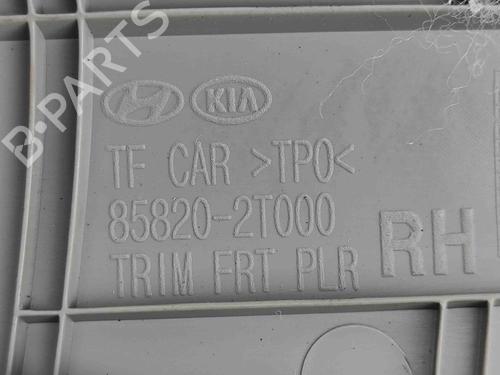 B-PARTS
KIA
TF CAR >TPO<
85820-2T000
TRIM FRT PLR
RH